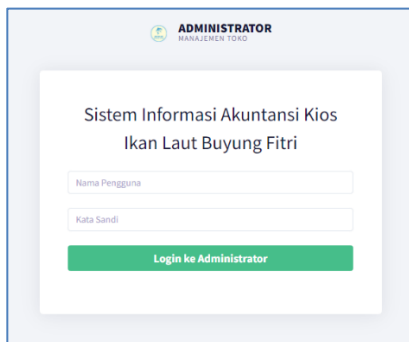 ADMINISTRATOR
MANAJEMEN TOKO
Sistem Informasi Akuntansi Kios
Ikan Laut Buyung Fitri
Nama Pengguna
Kata Sandi
Login ke Administrator